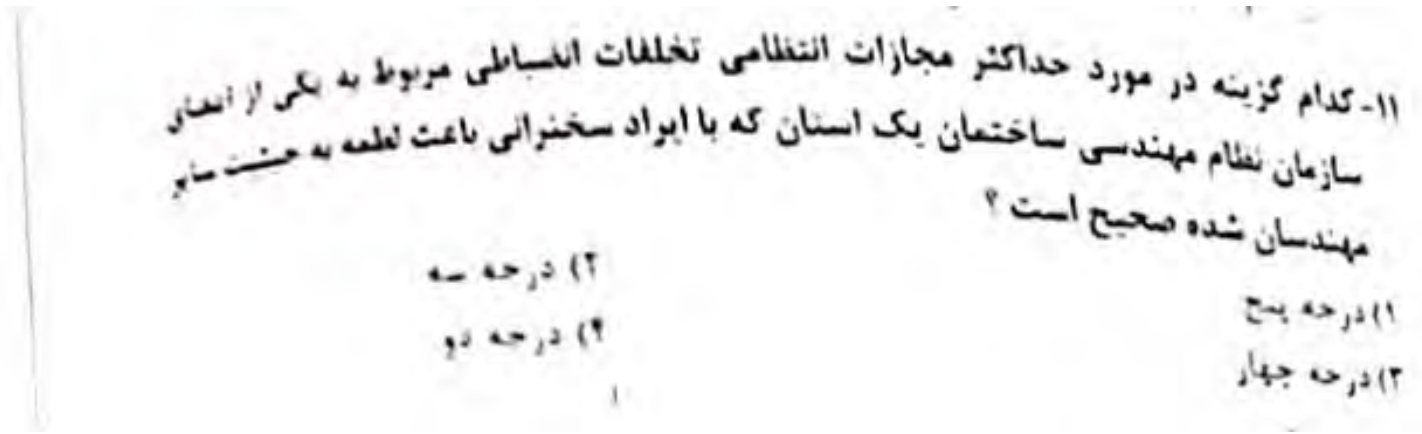 ۱۱- کدام گزینه در مورد حداکثر مجازات انتظامی تخلفات انضباطی مربوط به یکی از اعضای
سازمان نظام مهندسی ساختمان یک استان که با ایراد سخنرانی باعث لطمه به حیثیت سایر
مهندسان شده صحیح است ؟
۱) درجه پنج
۲) درجه سه
۳) درجه چهار
۴) درجه دو